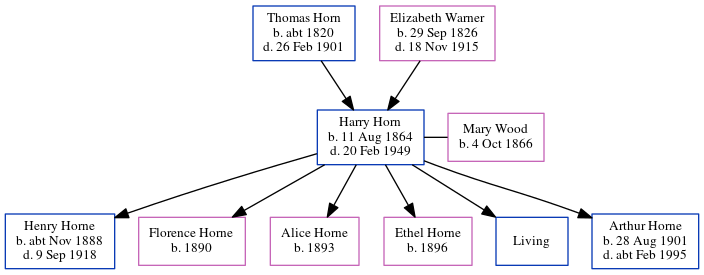 Thomas Horn
b. abt 1820
d. 26 Feb 1901
Elizabeth Warner
b. 29 Sep 1826
d. 18 Nov 1915
Harry Horn
b. 11 Aug 1864
d. 20 Feb 1949
Mary Wood
b. 4 Oct 1866
Henry Horne
b. abt Nov 1888
d. 9 Sep 1918
Florence Horne
b. 1890
Alice Horne
b. 1893
Ethel Horne
b. 1896
Living
Arthur Horne
b. 28 Aug 1901
d. abt Feb 1995